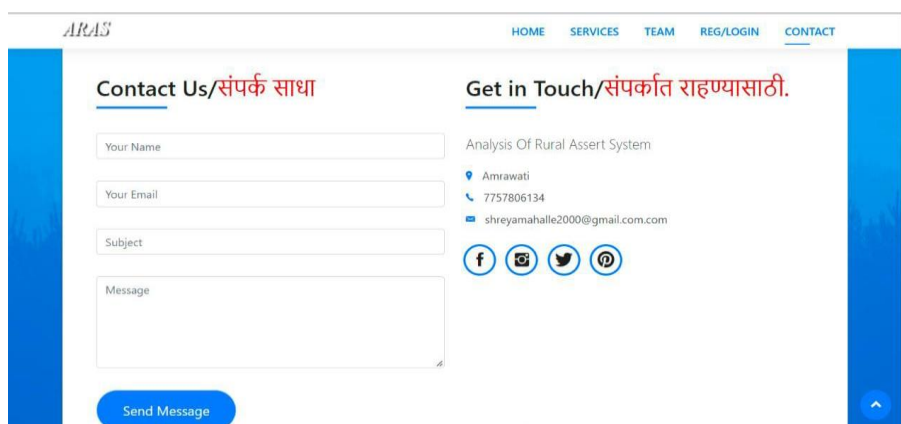 ARAS
HOME SERVICES TEAM REG/LOGIN CONTACT
Contact Us/संपर्क साधा
Your Name
Your Email
Subject
Message
Send Message
Get in Touch/संपर्कात राहण्यासाठी.
Analysis Of Rural Assert System
Amrawati
7757806134
shreyamahalle2000@gmail.com.com